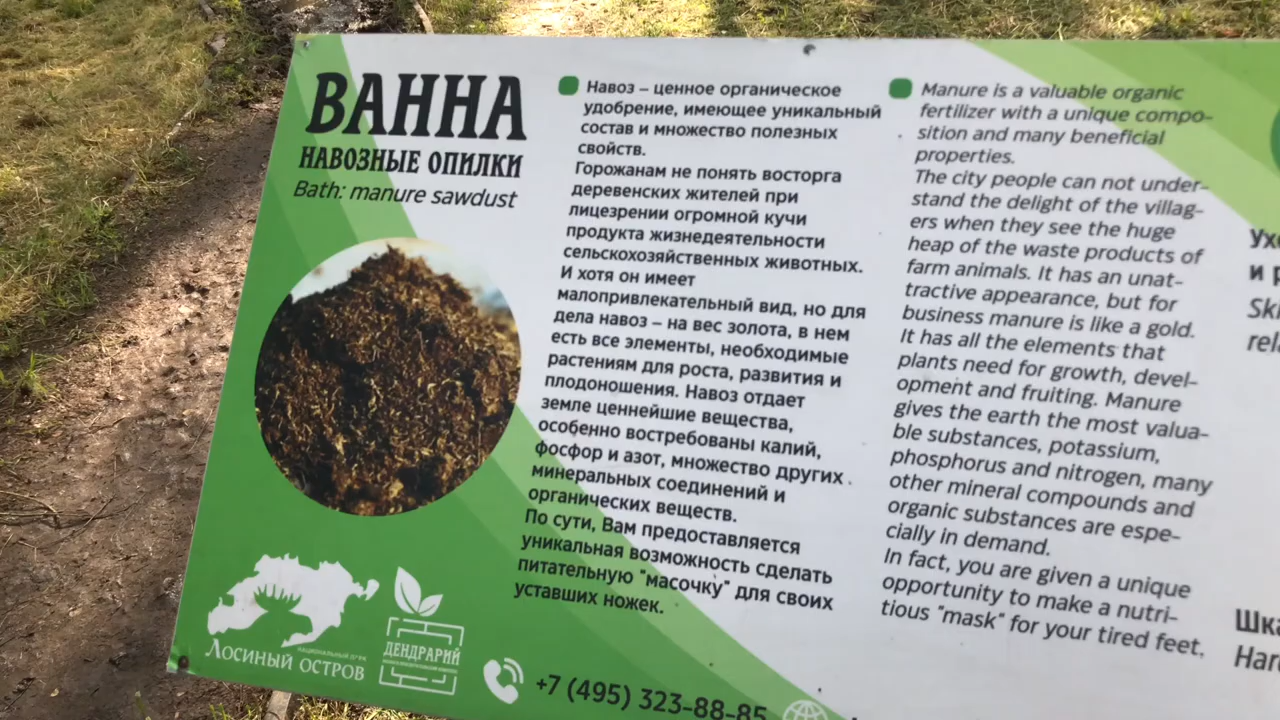 ВАННА
НАВОЗНЫЕ ОПИЛКИ
Bath: manure sawdust
Навоз – ценное органическое
удобрение, имеющее уникальный
состав и множество полезных
свойств.
Горожанам не понять восторга
деревенских жителей при
лицезрении огромной кучи
продукта жизнедеятельности
сельскохозяйственных животных.
И хотя он имеет
малопривлекательный вид, но для
дела навоз – на вес золота, в нем
есть все элементы, необходимые
растениям для роста, развития и
плодоношения. Навоз отдает
земле ценнейшие вещества,
особенно востребованы калий,
фосфор и азот, множество других
минеральных соединений и
органических веществ.
По сути, Вам предоставляется
уникальная возможность сделать
питательную "масочку" для своих
уставших ножек.
Manure is a valuable organic
fertilizer with a unique compo-
sition and many beneficial
properties.
The city people can not under-
stand the delight of the villag-
ers when they see the huge
heap of the waste products of
farm animals. It has an unat-
tractive appearance, but for
business manure is like a gold.
It has all the elements that
plants need for growth, devel-
opment and fruiting. Manure
gives the earth the most valua-
ble substances, potassium,
phosphorus and nitrogen, many
other mineral compounds and
organic substances are espe-
cially in demand.
In fact, you are given a unique
opportunity to make a nutri-
tious "mask" for your tired feet.
и р
rela
Шка
Har
НАЦИОНАЛЬНЫЙ ПАРК
ЛОСИНЫЙ ОСТРОВ
ДЕНДРАРИЙ
+7 (495) 323-88-85